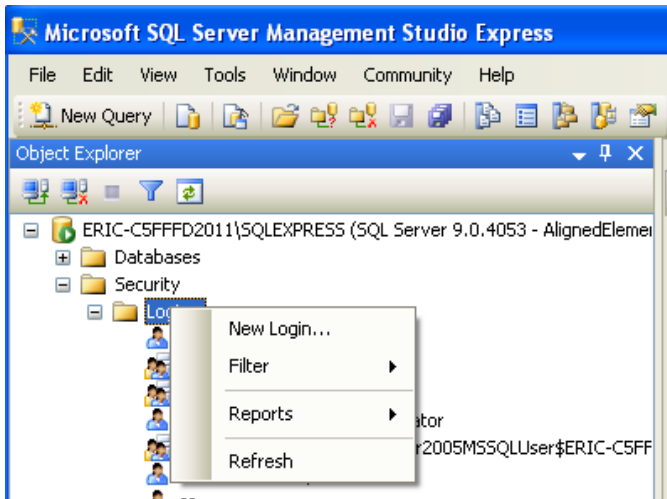 Microsoft SQL Server Management Studio Express
File Edit View Tools Window Community Help
New Query
Object Explorer
ERIC-C5FFFD2011\SQLEXPRESS (SQL Server 9.0.4053 - AlignedElemen
Databases
Security
New Login...
Filter
Reports
ator
r2005MSSQLUser$ERIC-C5FF
Refresh